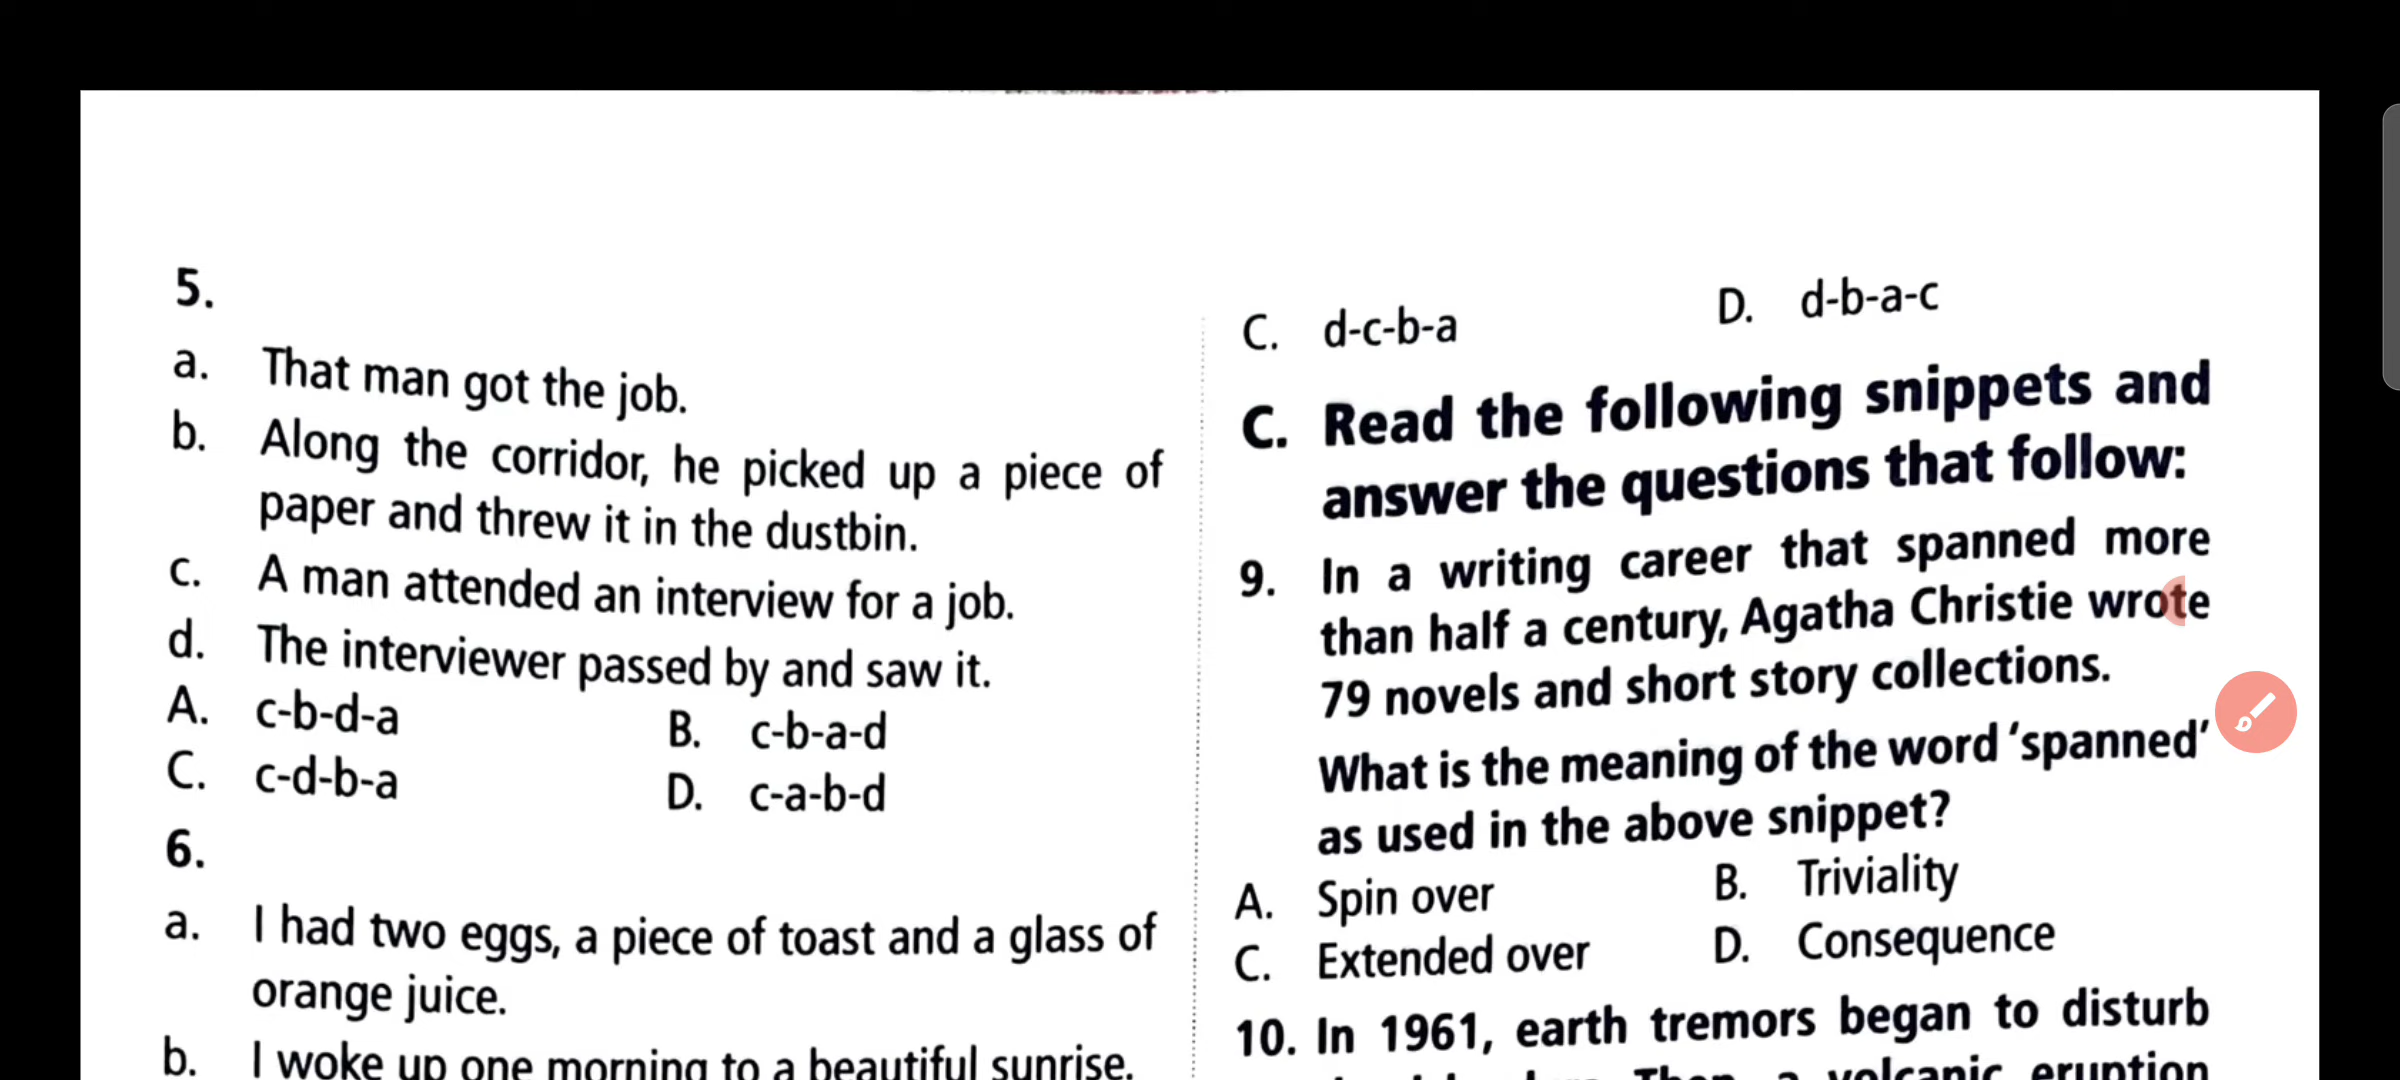 5.
a. That man got the job.
b. Along the corridor, he picked up a piece of
paper and threw it in the dustbin.
c. A man attended an interview for a job.
d. The interviewer passed by and saw it.
A. c-b-d-a B. c-b-a-d
C. c-d-b-a D. c-a-b-d
6.
a. I had two eggs, a piece of toast and a glass of
orange juice.
b. I woke up one morning to a beautiful sunrise.
C. d-c-b-a D. d-b-a-c
C. Read the following snippets and
answer the questions that follow:
9. In a writing career that spanned more
than half a century, Agatha Christie wrote
79 novels and short story collections.
What is the meaning of the word ‘spanned’
as used in the above snippet?
A. Spin over B. Triviality
C. Extended over D. Consequence
10. In 1961, earth tremors began to disturb
Then, a volcanic eruption